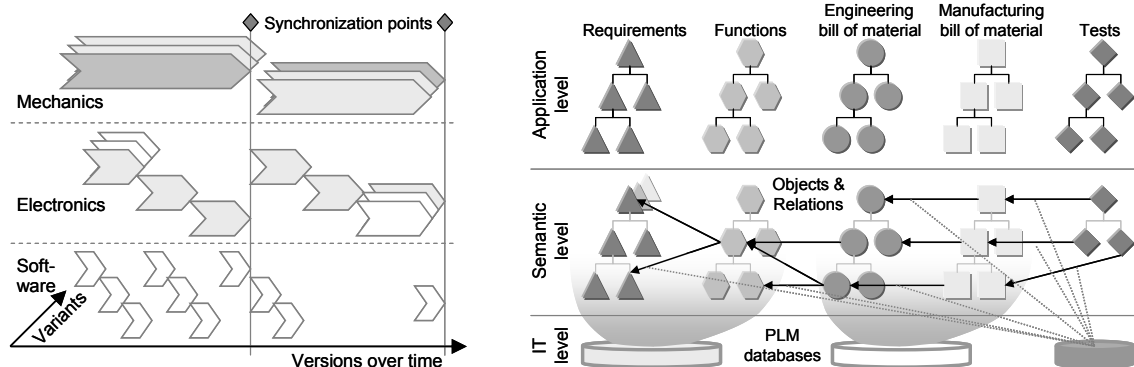 Synchronization points
Mechanics
Electronics
Soft-
ware
Variants
Versions over time
Requirements
Functions
Engineering
bill of material
Manufacturing
bill of material
Tests
Application
level
Objects &
Relations
Semantic
level
IT
level
PLM
databases